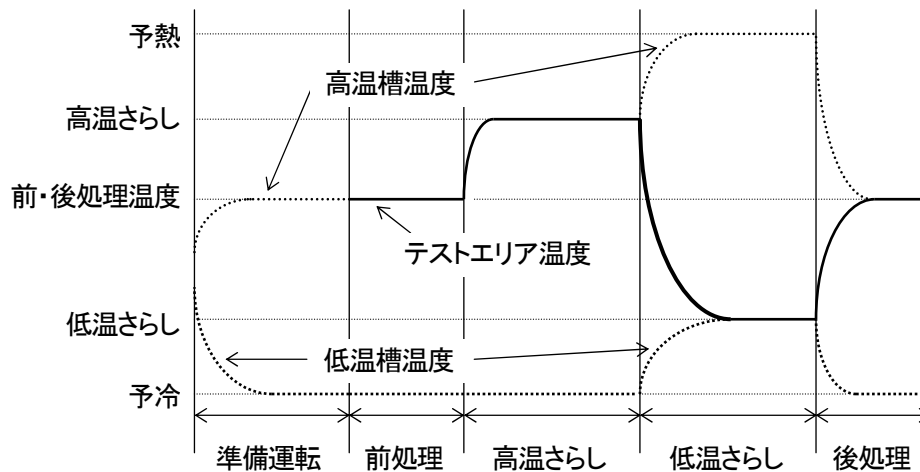 予熱
高温槽温度
高温さらし
前・後処理温度
テストエリア温度
低温さらし
低温槽温度
予冷
準備運転
前処理
高温さらし
低温さらし
後処理